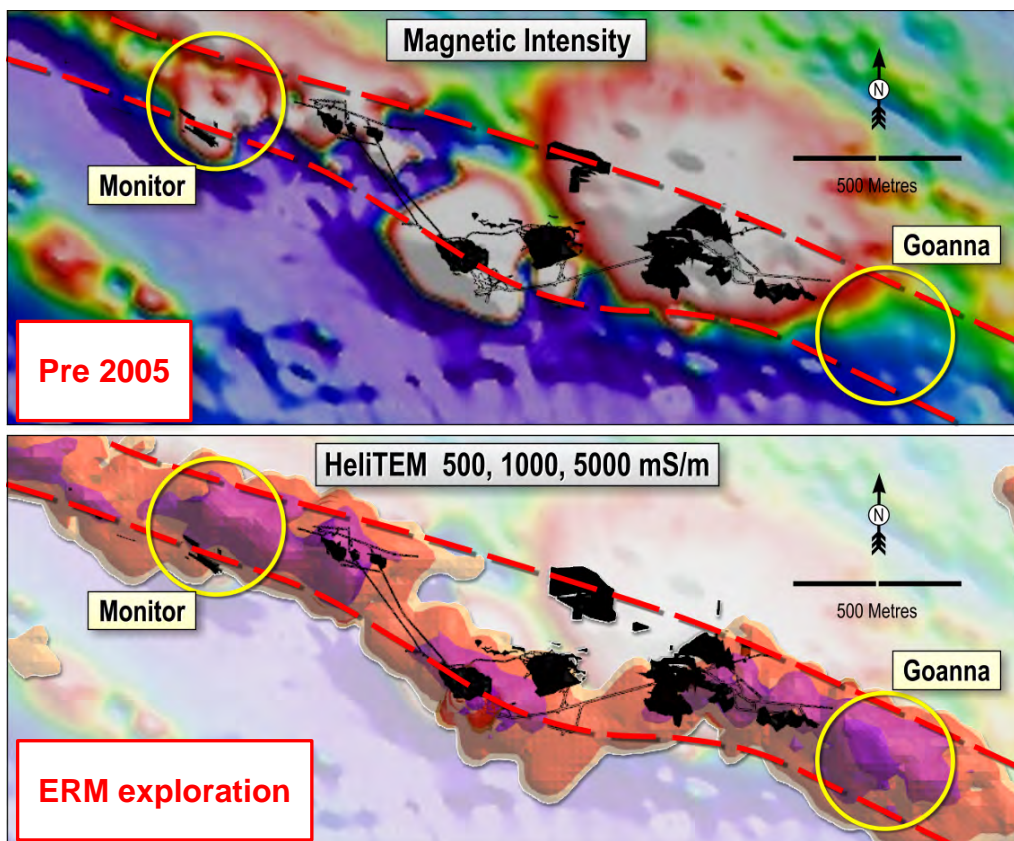 Magnetic Intensity
N
500 Metres
Monitor
Goanna
Pre 2005
HeliTEM 500, 1000, 5000 mS/m
N
500 Metres
Monitor
Goanna
ERM exploration